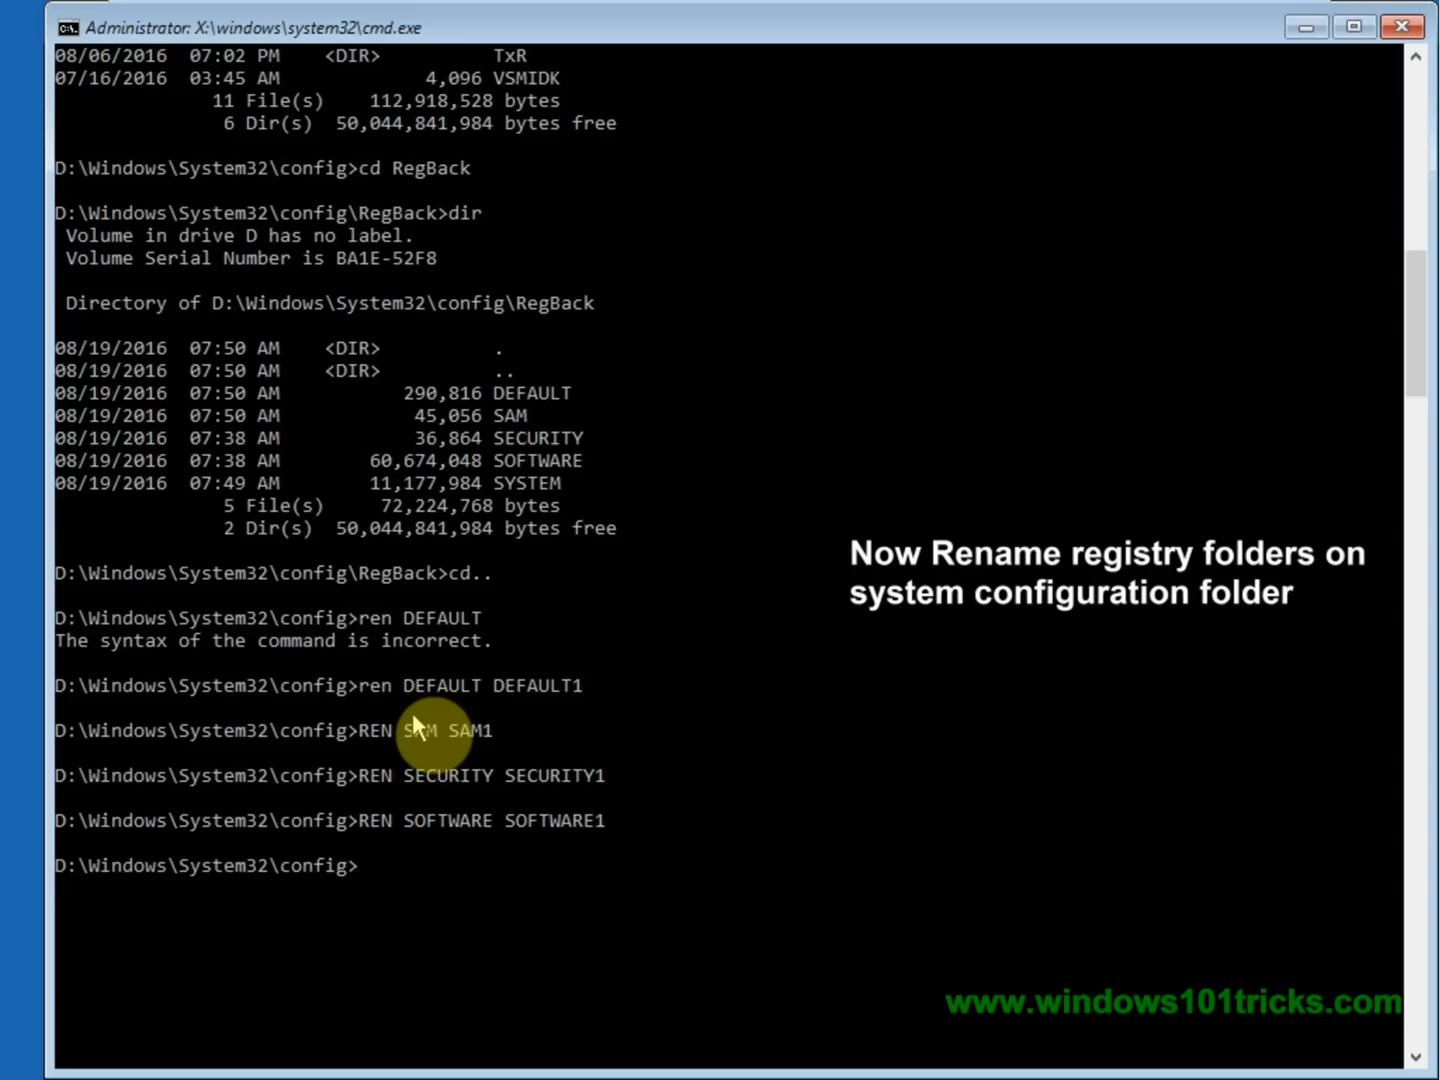 Administrator: X:\windows\system32\cmd.exe
08/06/2016  07:02 PM    <DIR>          TxR
07/16/2016  03:45 AM             4,096 VSMIDK
11 File(s)    112,918,528 bytes
6 Dir(s)  50,044,841,984 bytes free
D:\Windows\System32\config>cd RegBack
D:\Windows\System32\config\RegBack>dir
Volume in drive D has no label.
Volume Serial Number is BA1E-52F8
Directory of D:\Windows\System32\config\RegBack
08/19/2016  07:50 AM    <DIR>          .
08/19/2016  07:50 AM    <DIR>          ..
08/19/2016  07:50 AM           290,816 DEFAULT
08/19/2016  07:50 AM            45,056 SAM
08/19/2016  07:38 AM            36,864 SECURITY
08/19/2016  07:38 AM        60,674,048 SOFTWARE
08/19/2016  07:49 AM        11,177,984 SYSTEM
5 File(s)     72,224,768 bytes
2 Dir(s)  50,044,841,984 bytes free
D:\Windows\System32\config\RegBack>cd..
D:\Windows\System32\config>ren DEFAULT
The syntax of the command is incorrect.
D:\Windows\System32\config>ren DEFAULT DEFAULT1
D:\Windows\System32\config>REN SAM SAM1
D:\Windows\System32\config>REN SECURITY SECURITY1
D:\Windows\System32\config>REN SOFTWARE SOFTWARE1
D:\Windows\System32\config>
Now Rename registry folders on
system configuration folder
www.windows101tricks.com